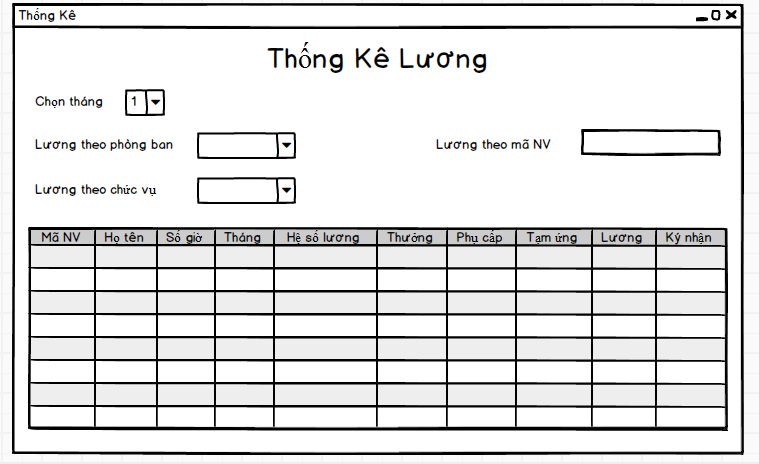 Thống Kê
Thống Kê Lương
Chọn tháng 1
Lương theo phòng ban Lương theo mã NV
Lương theo chức vụ
Mã NV Họ tên Số giờ Tháng Hệ số lương Thưởng Phụ cấp Tạm ứng Lương Ký nhận